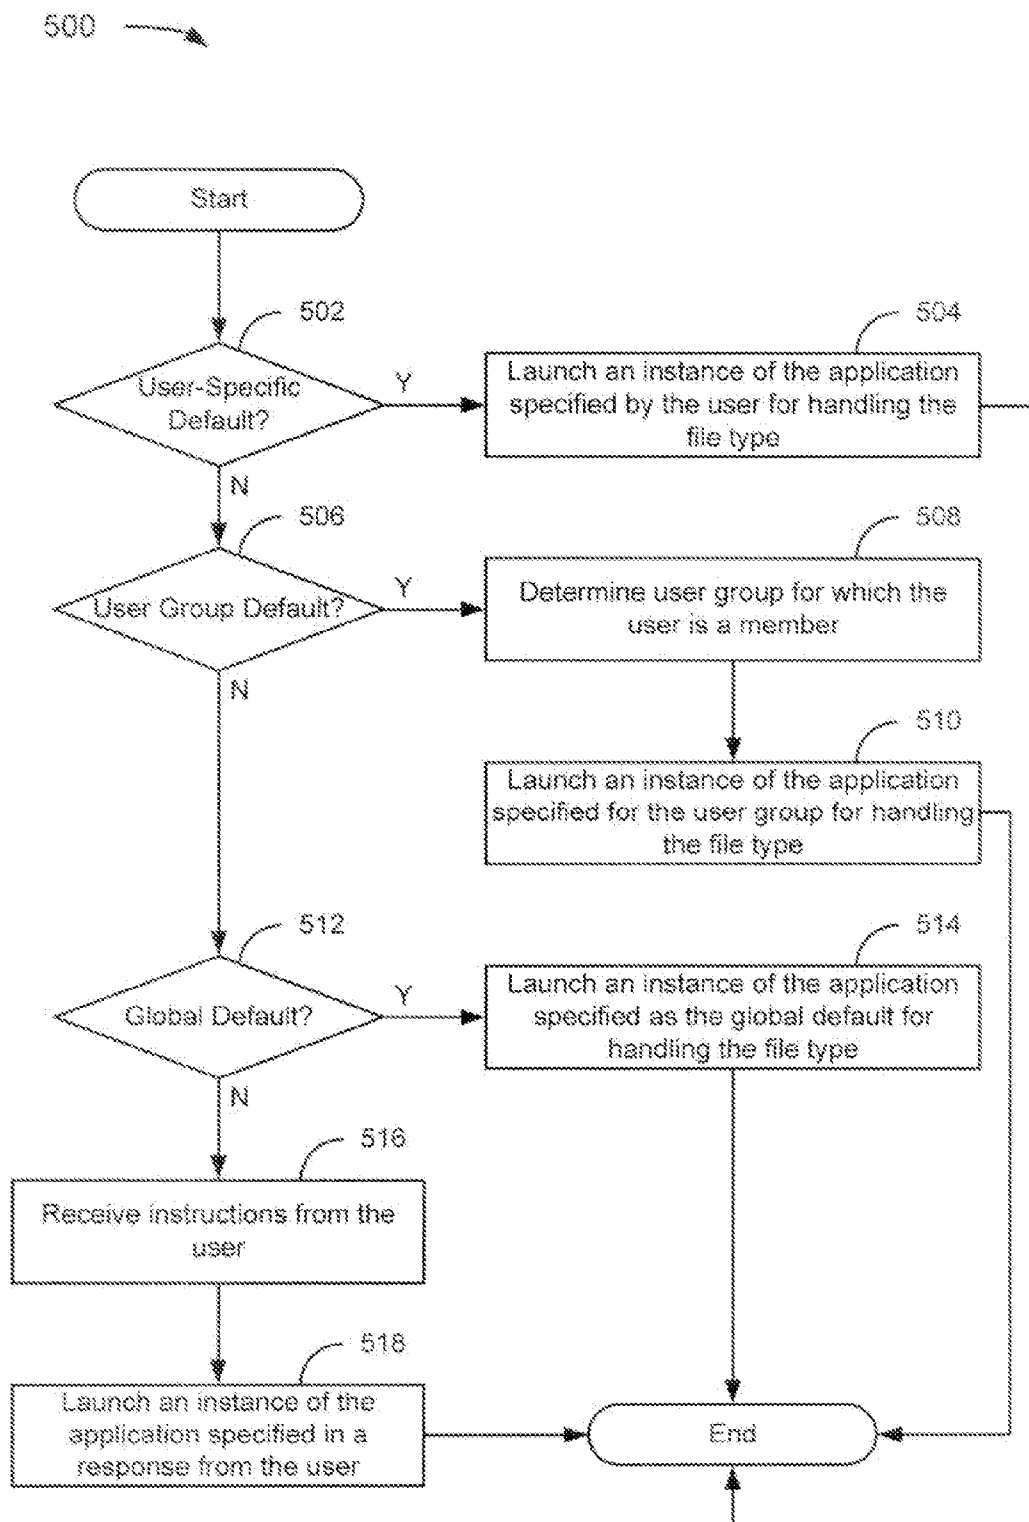 500
Start
502
User-Specific
Default?
Y
N
504
Launch an instance of the application
specified by the user for handling the
file type
506
User Group Default?
Y
N
508
Determine user group for which the
user is a member
510
Launch an instance of the application
specified for the user group for handling
the file type
512
Global Default?
Y
N
514
Launch an instance of the application
specified as the global default for
handling the file type
516
Receive instructions from the
user
518
Launch an instance of the
application specified in a
response from the user
End